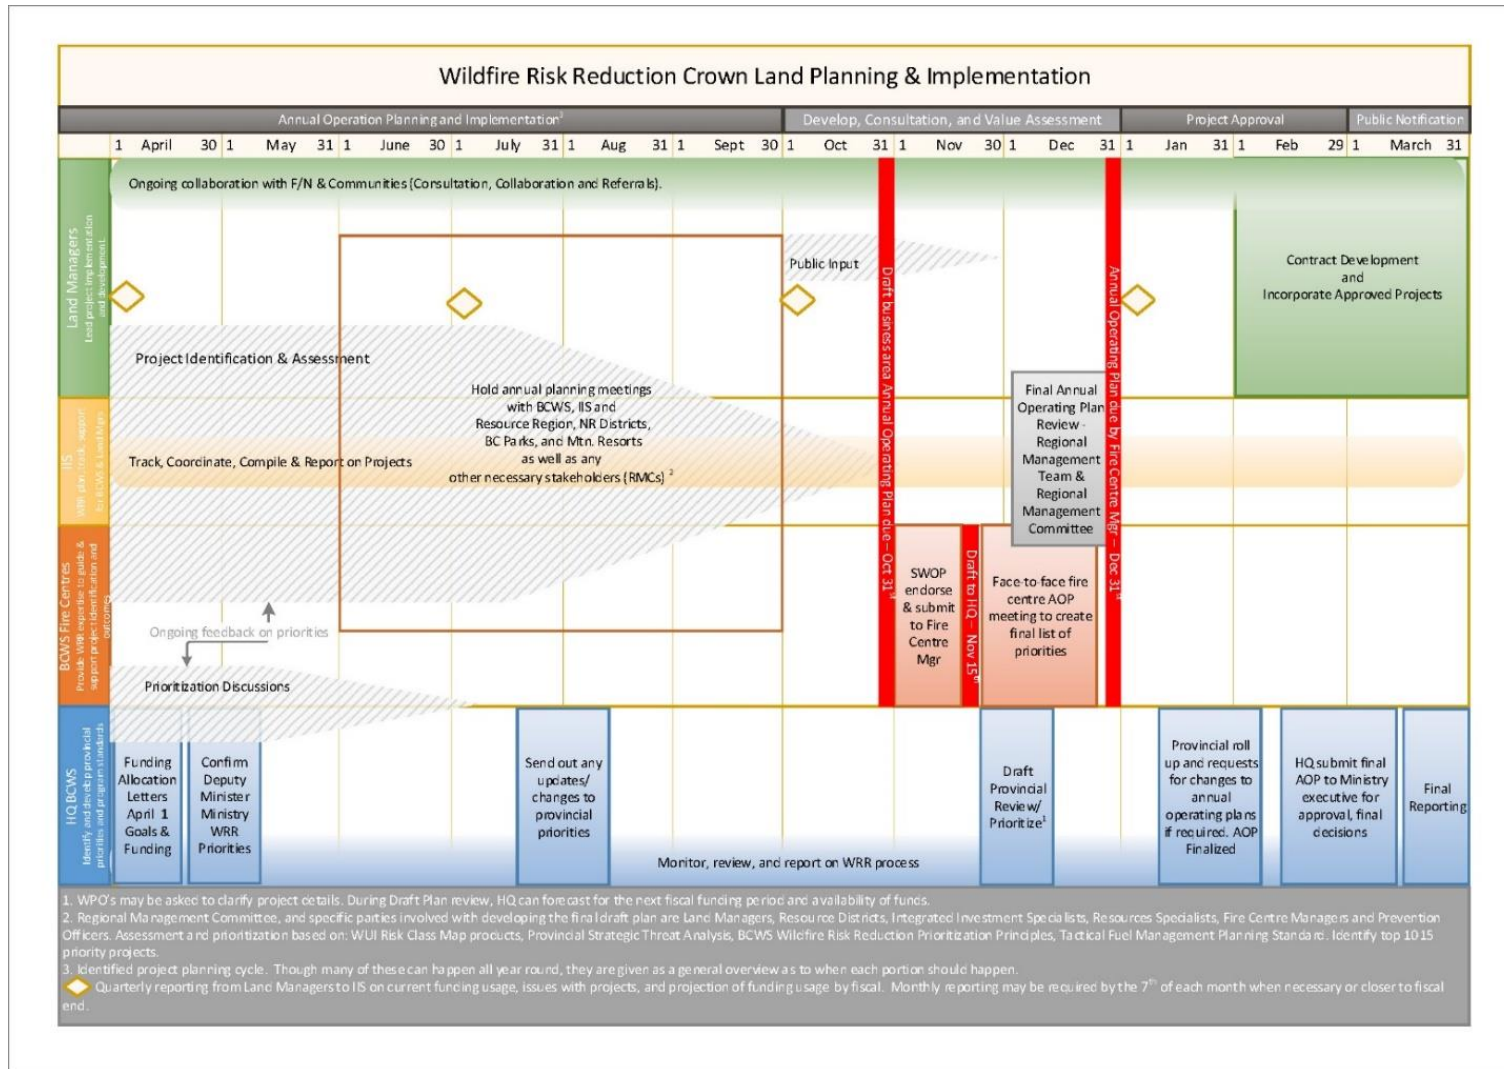 Wildfire Risk Reduction Crown Land Planning & Implementation
Annual Operation Planning and Implementation³
Develop, Consultation, and Value Assessment
Project Approval
Public Notification
1 April 30 1 May 31 1 June 30 1 July 31 1 Aug 31 1 Sept 30 1 Oct 31 1 Nov 30 1 Dec 31 1 Jan 31 1 Feb 29 1 March 31
Land Managers
Lead project implementation
and development.
Ongoing collaboration with F/N & Communities (Consultation, Collaboration and Referrals).
Public Input
Project Identification & Assessment
Hold annual planning meetings
with BCWS, IIS and
Resource Region, NR Districts,
BC Parks, and Mtn. Resorts
as well as any
other necessary stakeholders (RMCs) ²
Draft business area Annual Operating Plan due – Oct 31st
Annual Operating Plan due by Fire Centre Mgr – Dec 31st
Contract Development
and
Incorporate Approved Projects
Final Annual
Operating Plan
Review -
Regional
Management
Team &
Regional
Management
Committee
IIS
WRR plan, track, support
for BCWS & Land Mgrs
Track, Coordinate, Compile & Report on Projects
BCWS Fire Centres
Provide WRR expertise to guide &
support project identification and
outcomes
Ongoing feedback on priorities
Prioritization Discussions
SWOP
endorse
& submit
to Fire
Centre
Mgr
Draft to HQ – Nov 15th
Face-to-face fire
centre AOP
meeting to create
final list of
priorities
HQ BCWS
Identify and develop provincial
priorities and program standards
Funding
Allocation
Letters
April 1
Goals &
Funding
Confirm
Deputy
Minister
Ministry
WRR
Priorities
Send out any
updates/
changes to
provincial
priorities
Draft
Provincial
Review/
Prioritize¹
Provincial roll
up and requests
for changes to
annual
operating plans
if required. AOP
Finalized
HQ submit final
AOP to Ministry
executive for
approval, final
decisions
Final
Reporting
Monitor, review, and report on WRR process
1. WPO's may be asked to clarify project details. During Draft Plan review, HQ can forecast for the next fiscal funding period and availability of funds.
2. Regional Management Committee, and specific parties involved with developing the final draft plan are Land Managers, Resource Districts, Integrated Investment Specialists, Resources Specialists, Fire Centre Managers and Prevention
Officers. Assessment and prioritization based on: WUI Risk Class Map products, Provincial Strategic Threat Analysis, BCWS Wildfire Risk Reduction Prioritization Principles, Tactical Fuel Management Planning Standard. Identify top 10-15
priority projects.
3. Identified project planning cycle. Though many of these can happen all year round, they are given as a general overview as to when each portion should happen.
Quarterly reporting from Land Managers to IIS on current funding usage, issues with projects, and projection of funding usage by fiscal. Monthly reporting may be required by the 7th of each month when necessary or closer to fiscal
end.